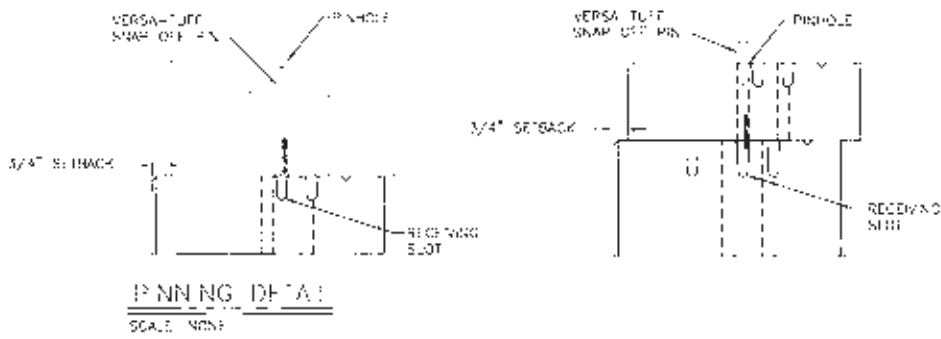 VERSA-TUFF
SNAP OFF PIN
PINHOLE
3/4" SETBACK
RECEIVING
SLOT
PINNING DETAIL
SCALE: NONE
VERSA-TUFF
SNAP OFF PIN
PINHOLE
3/4" SETBACK
RECEIVING
SLOT